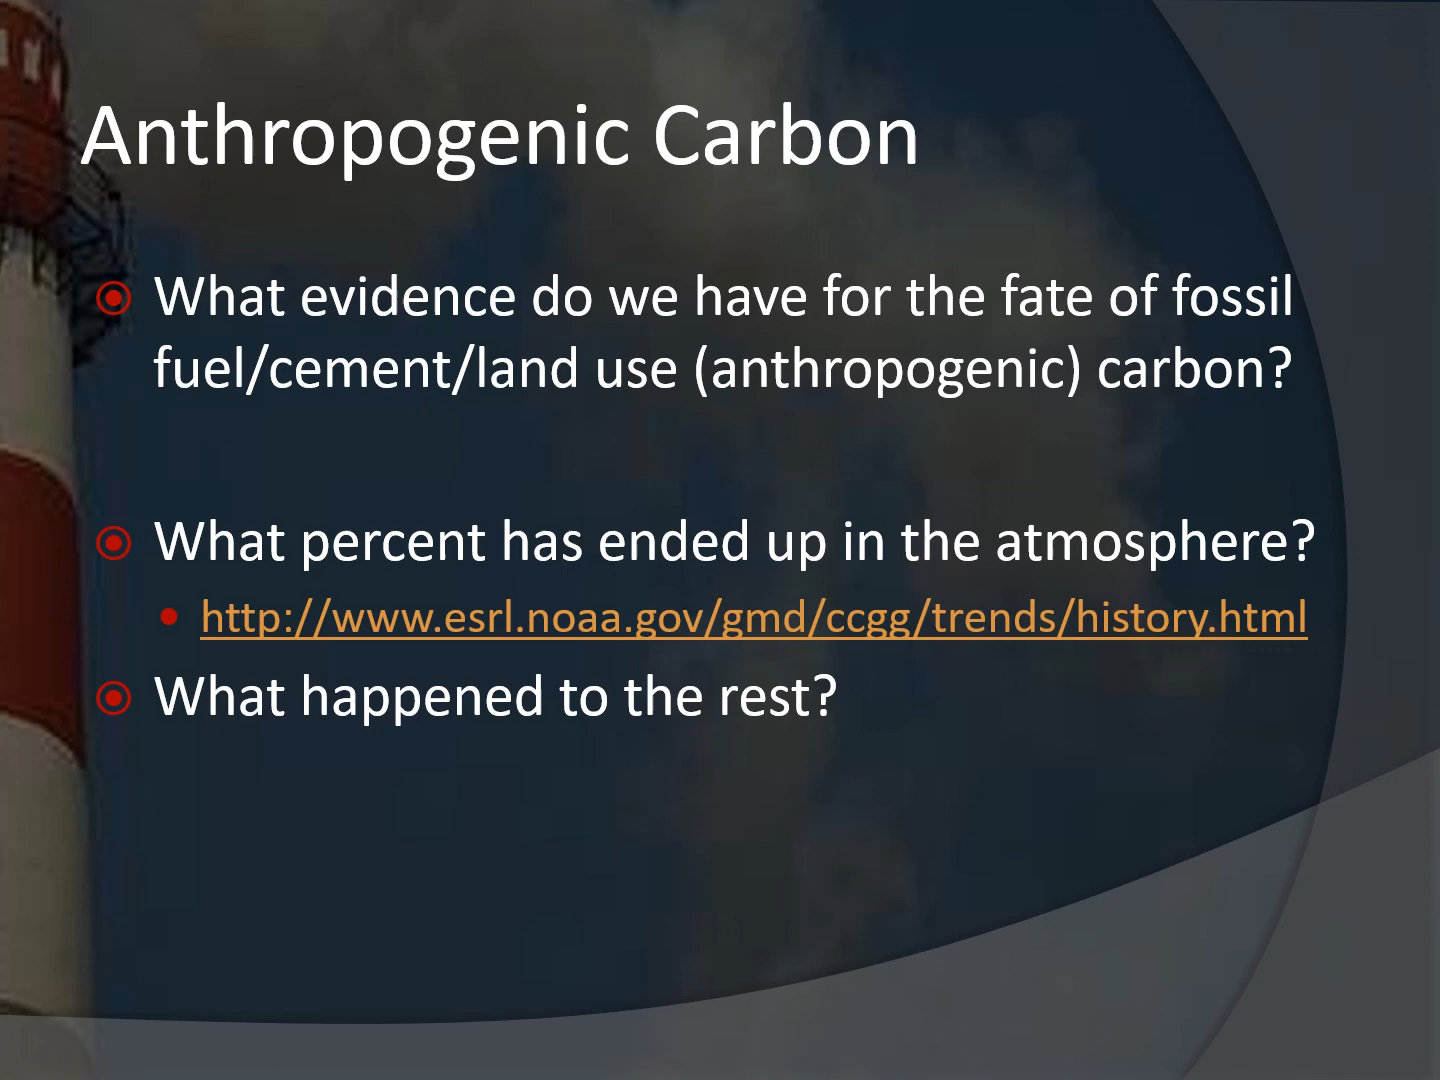 Anthropogenic Carbon
What evidence do we have for the fate of fossil
fuel/cement/land use (anthropogenic) carbon?
What percent has ended up in the atmosphere?
http://www.esrl.noaa.gov/gmd/ccgg/trends/history.html
What happened to the rest?